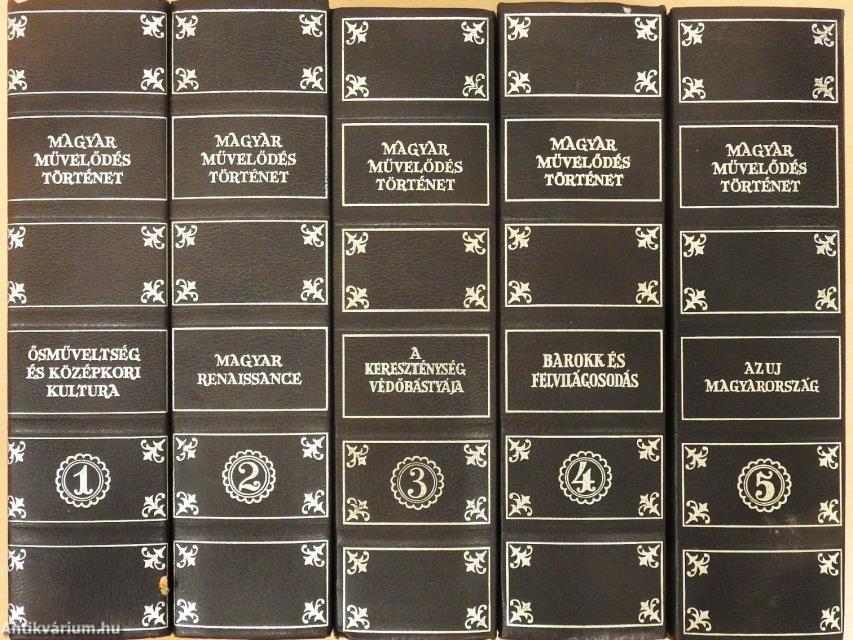 MAGYAR
MŰVELŐDÉS
TÖRTÉNET
ŐSMŰVELTSÉG
ÉS KÖZÉPKORI
KULTURA
1
MAGYAR
MŰVELŐDÉS
TÖRTÉNET
MAGYAR
RENAISSANCE
2
MAGYAR
MŰVELŐDÉS
TÖRTÉNET
A
KERESZTÉNYSÉG
VÉDŐBÁSTYÁJA
3
MAGYAR
MŰVELŐDÉS
TÖRTÉNET
BAROKK ÉS
FELVILÁGOSODÁS
4
MAGYAR
MŰVELŐDÉS
TÖRTÉNET
AZ UJ
MAGYARORSZÁG
5
Antikvárium.hu